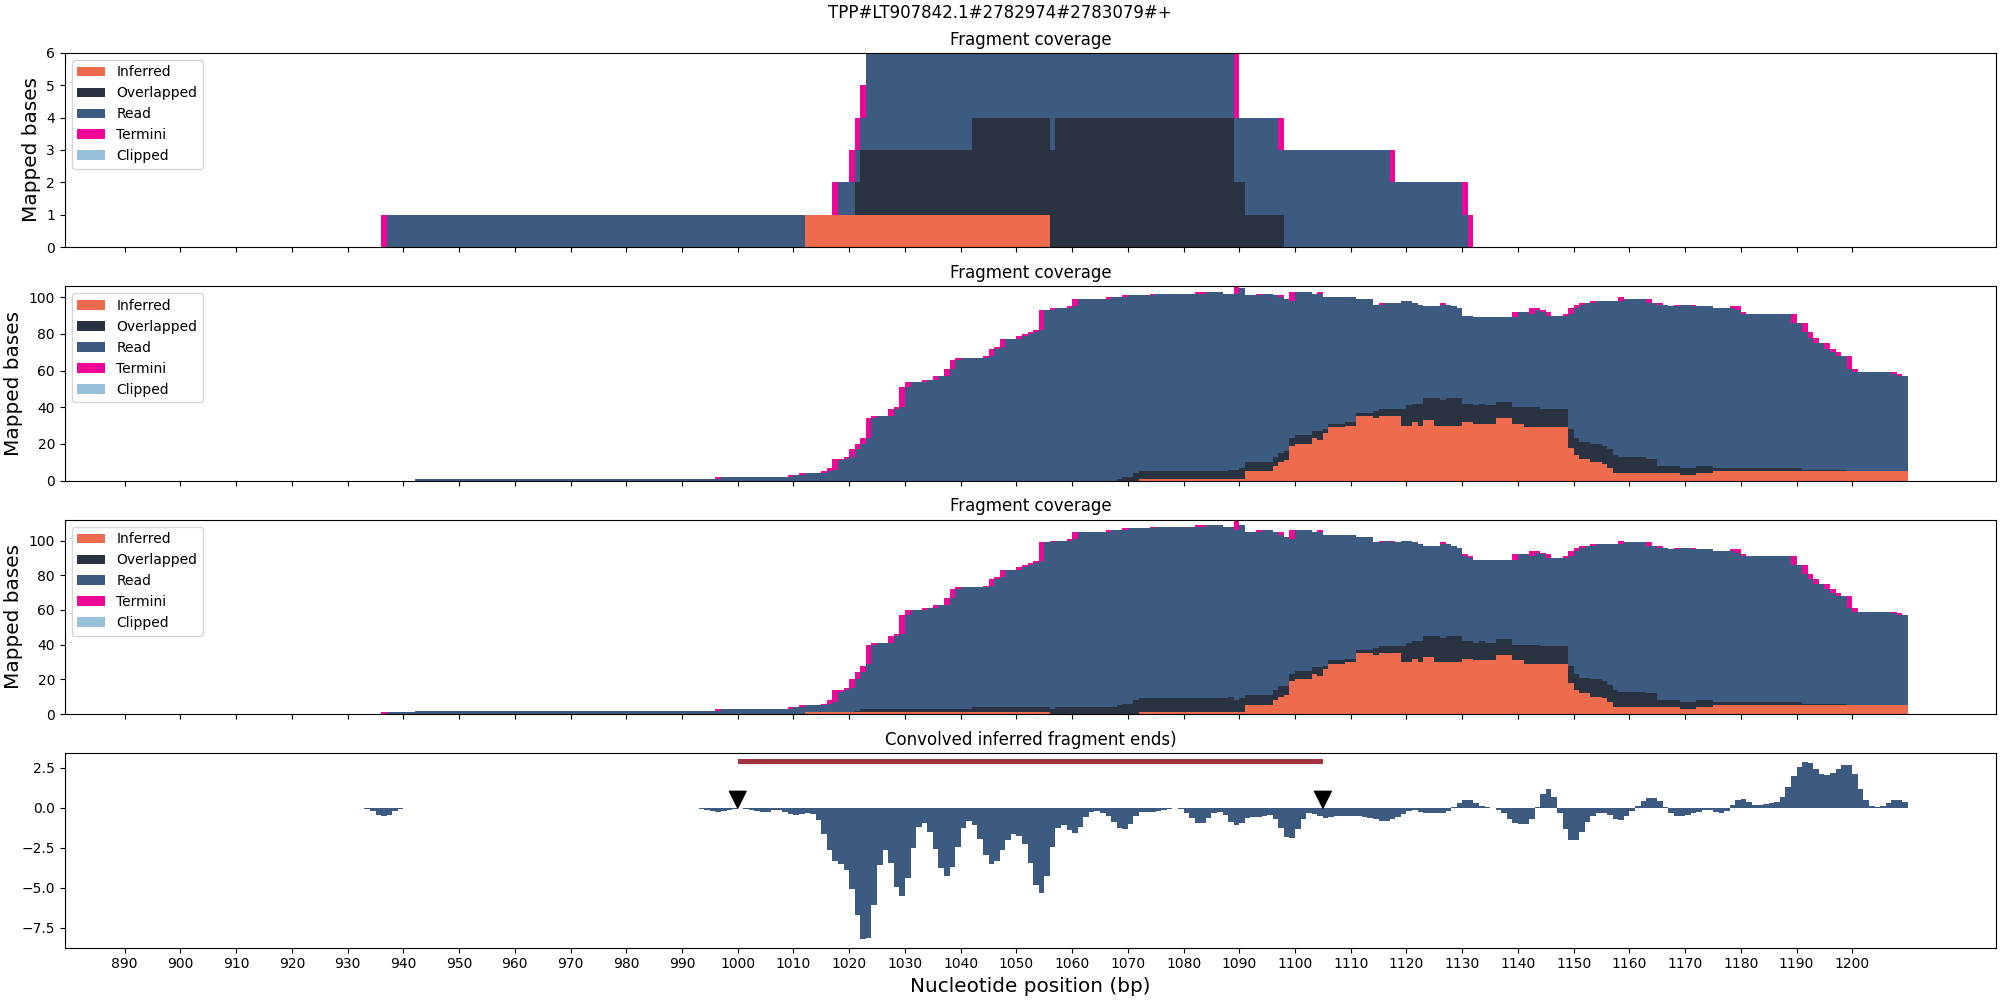 TPP#LT907842.1#2782974#2783079#+
Fragment coverage
Mapped bases
6
5
4
3
2
1
0
Inferred
Overlapped
Read
Termini
Clipped
Fragment coverage
Mapped bases
100
80
60
40
20
0
Inferred
Overlapped
Read
Termini
Clipped
Fragment coverage
Mapped bases
100
80
60
40
20
0
Inferred
Overlapped
Read
Termini
Clipped
Convolved inferred fragment ends)
2.5
0.0
−2.5
−5.0
−7.5
890 900 910 920 930 940 950 960 970 980 990 1000 1010 1020 1030 1040 1050 1060 1070 1080 1090 1100 1110 1120 1130 1140 1150 1160 1170 1180 1190 1200
Nucleotide position (bp)